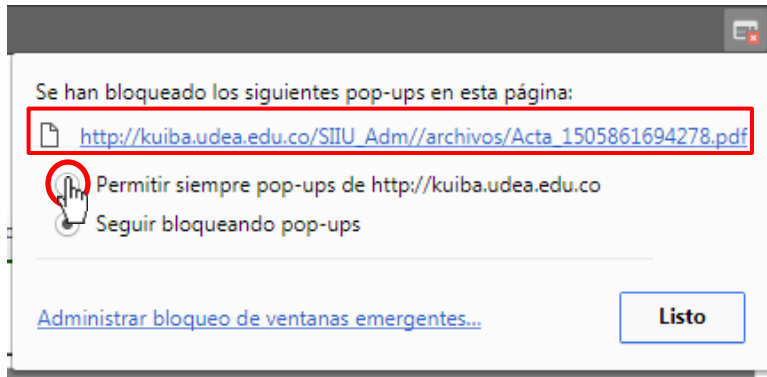 Se han bloqueado los siguientes pop-ups en esta página:
http://kuiba.udea.edu.co/SIIU_Adm//archivos/Acta_1505861694278.pdf
Permitir siempre pop-ups de http://kuiba.udea.edu.co
Seguir bloqueando pop-ups
Administrar bloqueo de ventanas emergentes...
Listo